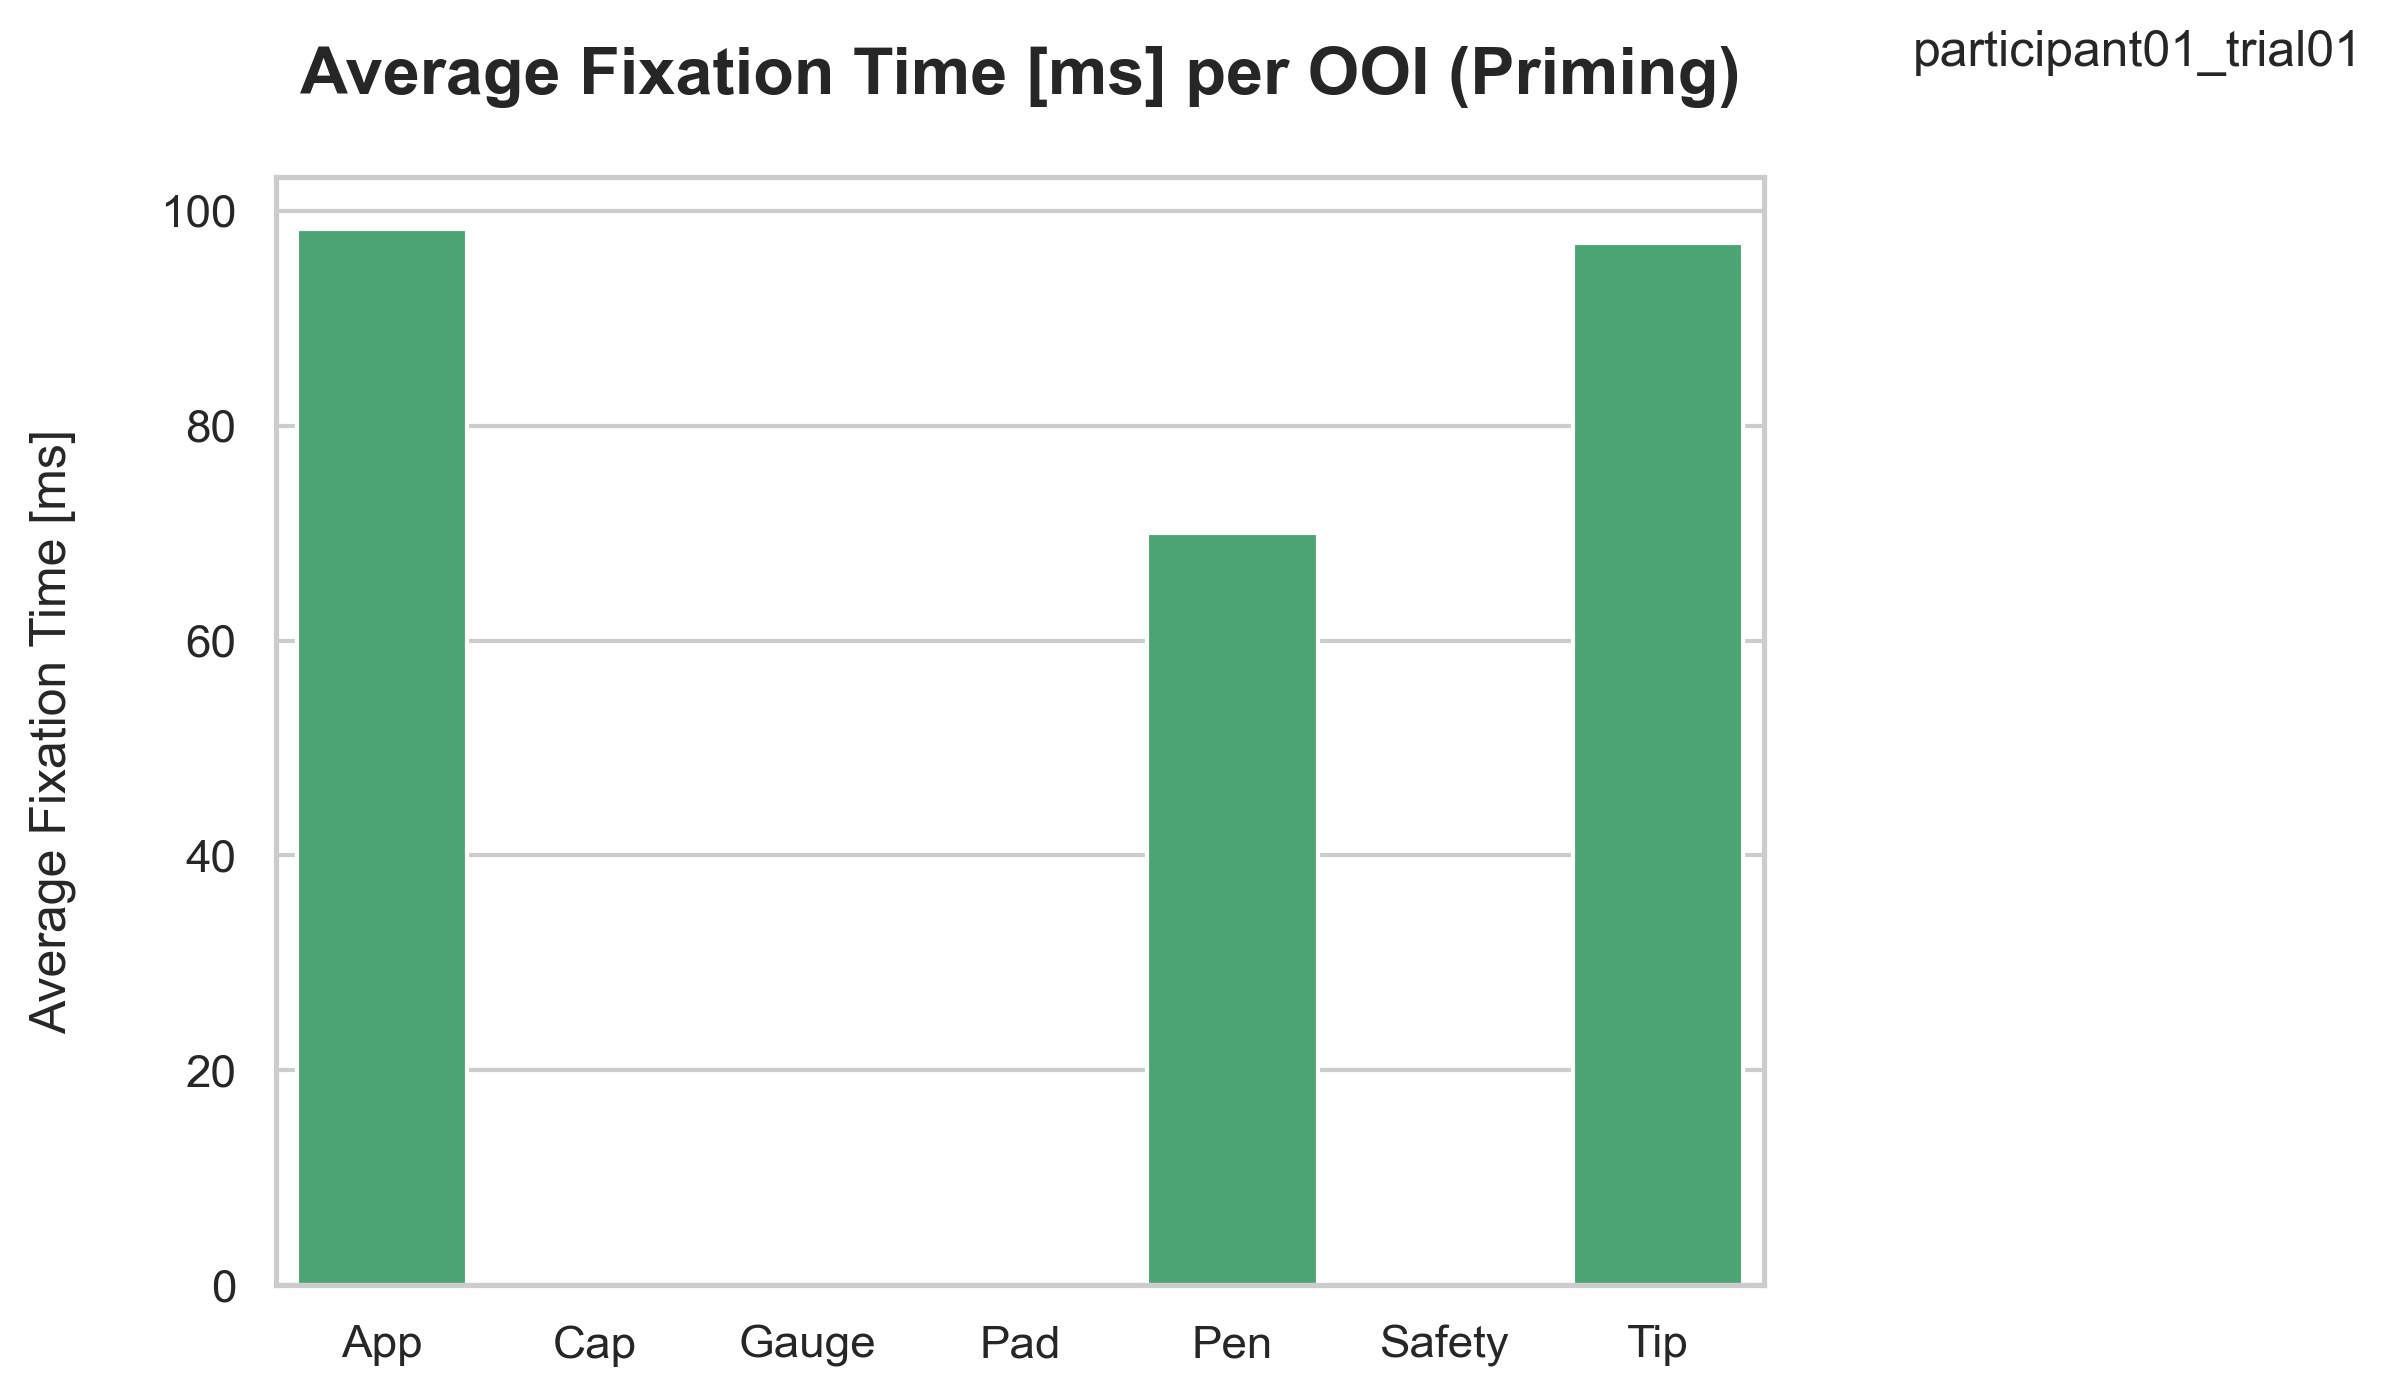 Average Fixation Time [ms] per OOI (Priming)
participant01_trial01
Average Fixation Time [ms]
100
80
60
40
20
0
App Cap Gauge Pad Pen Safety Tip